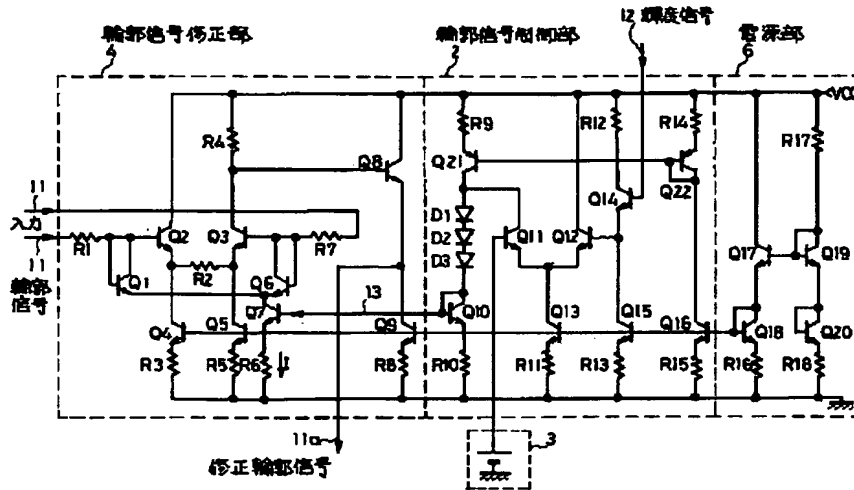 輪郭信号修正部
4
輪郭信号制御部
2
12 輝度信号
電源部
6
VCC
R4
R9
R12
R14
R17
Q8
Q21
Q22
11
入力
11
輪郭
信号
R1
Q2
Q3
R7
D1
D2
D3
Q11
Q12
Q14
Q17
Q19
Q1
R2
Q6
Q7
13
Q10
Q13
Q15
Q16
Q18
Q20
Q4
Q5
Q9
R3
R5
R6
I
R8
R10
R11
R13
R15
R16
R18
11a
修正輪郭信号
3